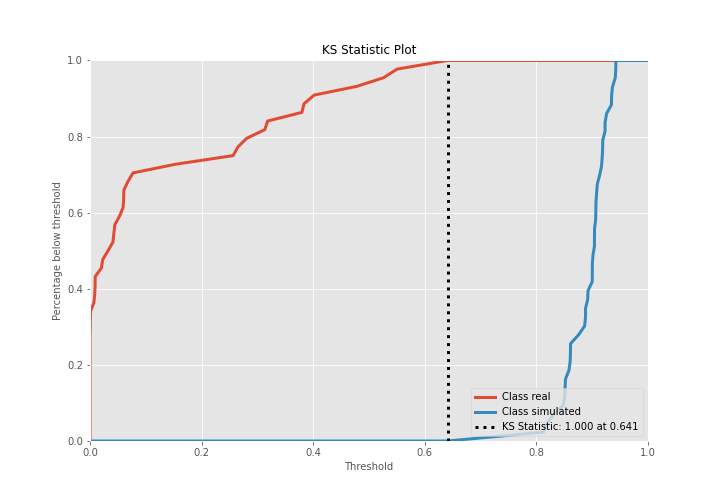 KS Statistic Plot
Percentage below threshold
1.0
0.8
0.6
0.4
0.2
0.0
0.0 0.2 0.4 0.6 0.8 1.0
Threshold
Class real
Class simulated
KS Statistic: 1.000 at 0.641